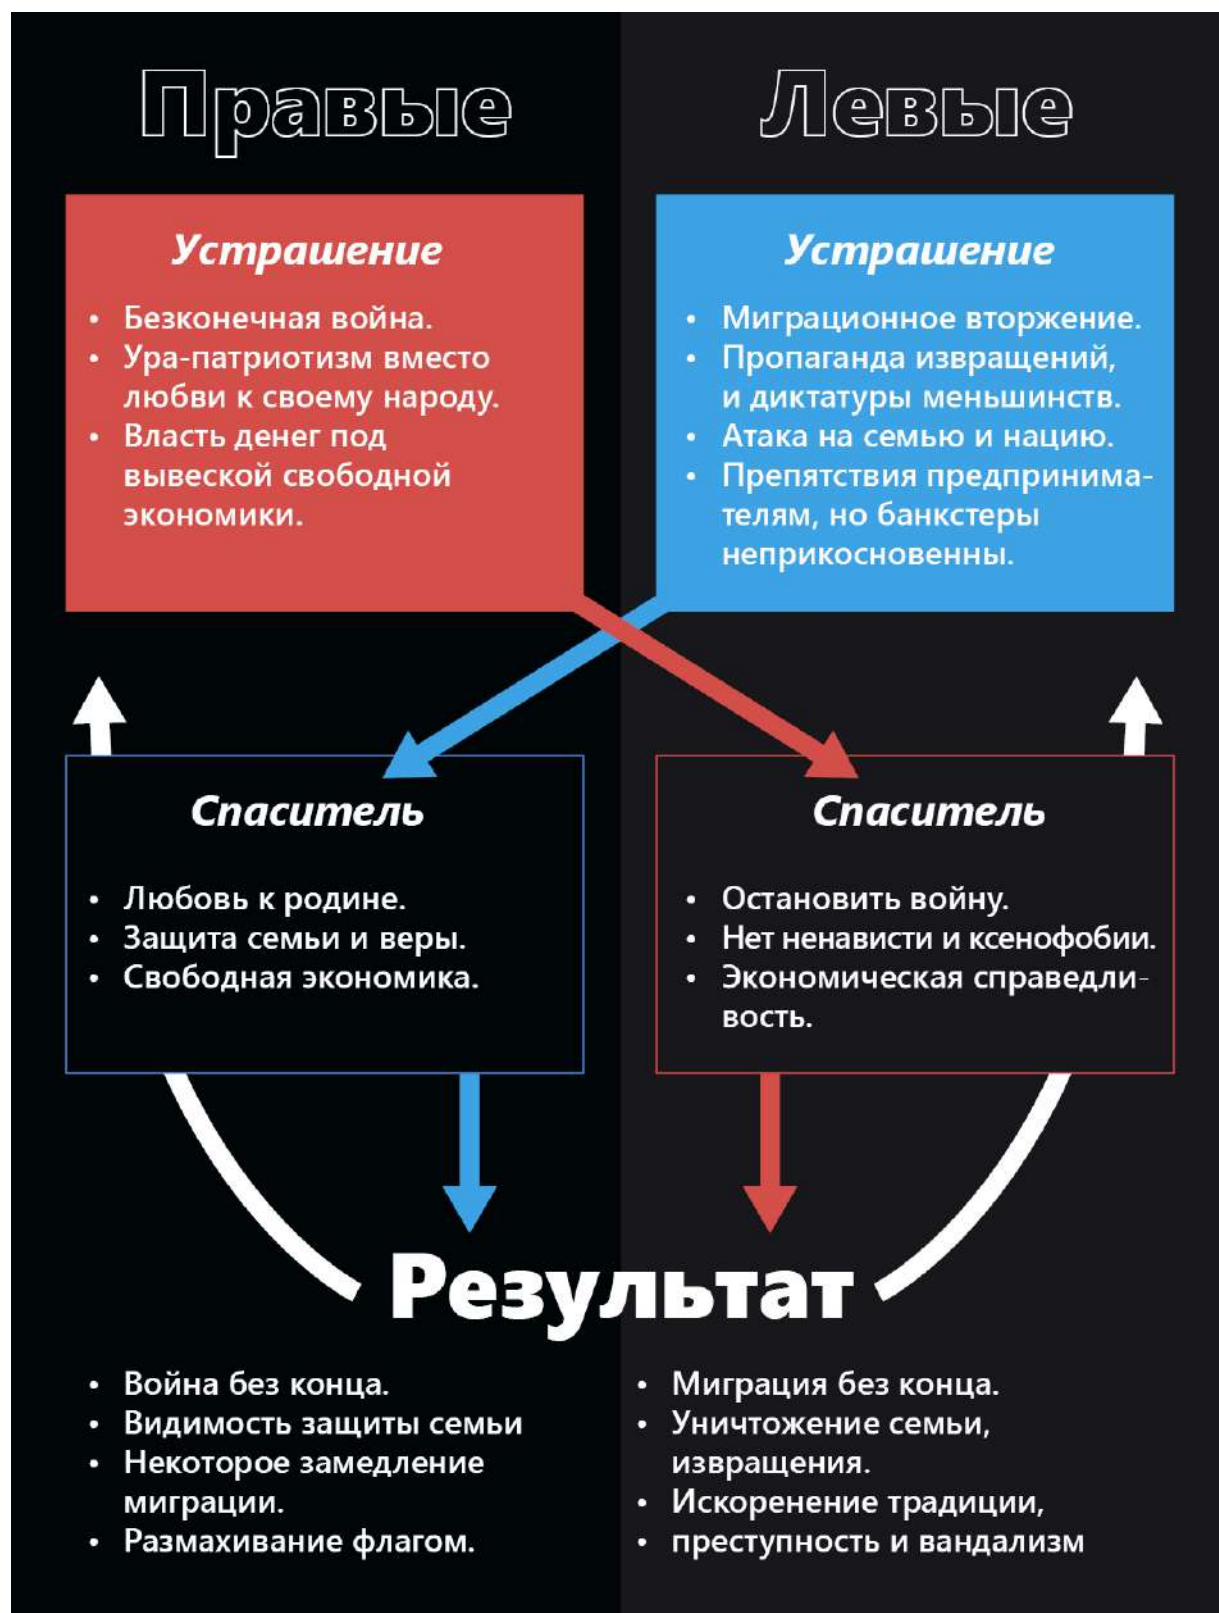 Правые
Левые
Устрашение
• Безконечная война.
• Ура-патриотизм вместо
любви к своему народу.
• Власть денег под
вывеской свободной
экономики.
Устрашение
• Миграционное вторжение.
• Пропаганда извращений,
и диктатуры меньшинств.
• Атака на семью и нацию.
• Препятствия предпринима-
телям, но банкстеры
неприкосновенны.
Спаситель
• Любовь к родине.
• Защита семьи и веры.
• Свободная экономика.
Спаситель
• Остановить войну.
• Нет ненависти и ксенофобии.
• Экономическая справедли-
вость.
Результат
• Война без конца.
• Видимость защиты семьи
• Некоторое замедление
миграции.
• Размахивание флагом.
• Миграция без конца.
• Уничтожение семьи,
извращения.
• Искоренение традиции,
• преступность и вандализм